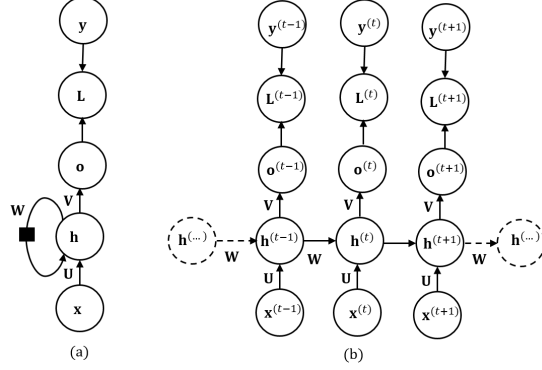 y
L
o
V
W
h
U
x
(a)
y(t−1) y(t) y(t+1)
L(t−1) L(t) L(t+1)
o(t−1) o(t) o(t+1)
V V V
h(…) h(t−1) h(t) h(t+1) h(…)
W W W
U U U
x(t−1) x(t) x(t+1)
(b)